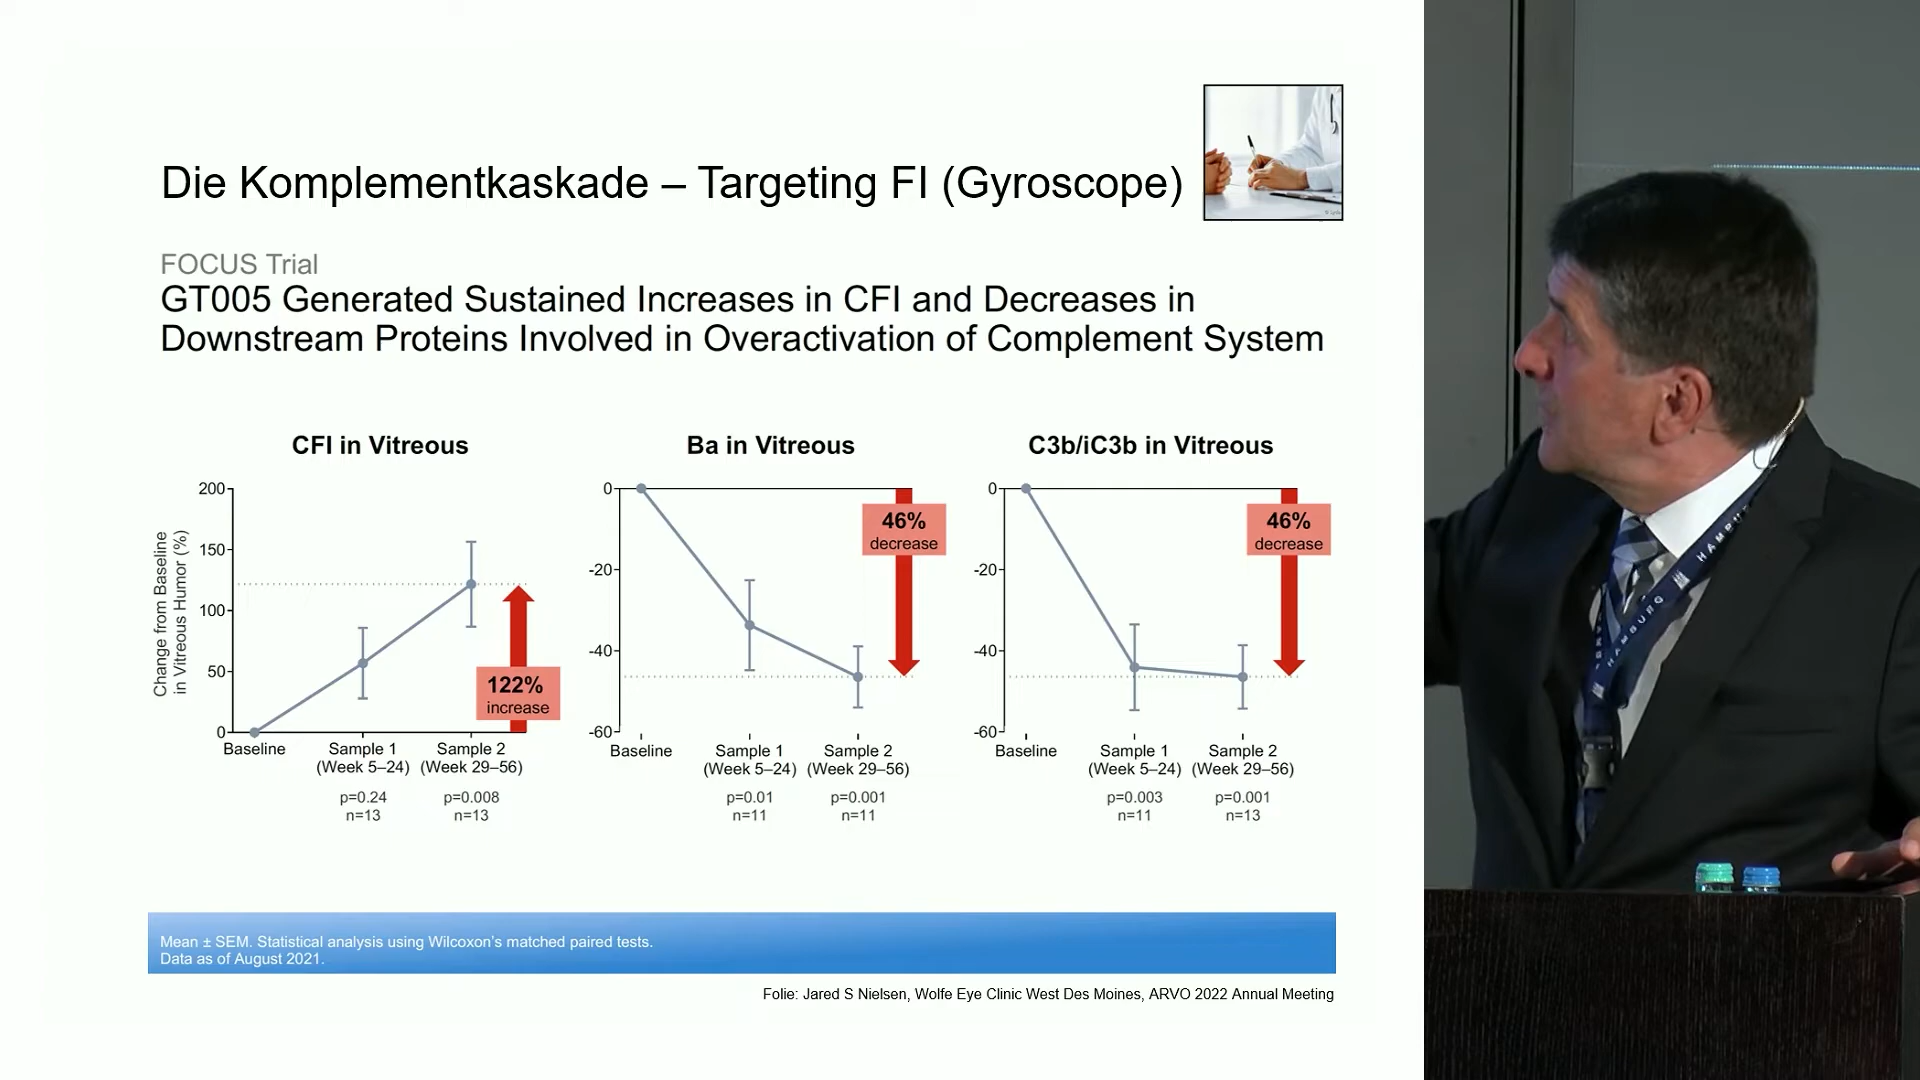 Die Komplementkaskade – Targeting FI (Gyroscope)
FOCUS Trial
GT005 Generated Sustained Increases in CFI and Decreases in
Downstream Proteins Involved in Overactivation of Complement System
CFI in Vitreous
Change from Baseline
in Vitreous Humor (%)
200
150
100
50
0
122%
increase
Baseline
Sample 1
(Week 5–24)
Sample 2
(Week 29–56)
p=0.24
n=13
p=0.008
n=13
Ba in Vitreous
0
-20
-40
-60
46%
decrease
Baseline
Sample 1
(Week 5–24)
Sample 2
(Week 29–56)
p=0.01
n=11
p=0.001
n=11
C3b/iC3b in Vitreous
0
-20
-40
-60
46%
decrease
Baseline
Sample 1
(Week 5–24)
Sample 2
(Week 29–56)
p=0.003
n=11
p=0.001
n=13
Mean ± SEM. Statistical analysis using Wilcoxon's matched paired tests.
Data as of August 2021.
Folie: Jared S Nielsen, Wolfe Eye Clinic West Des Moines, ARVO 2022 Annual Meeting
HAMBURG